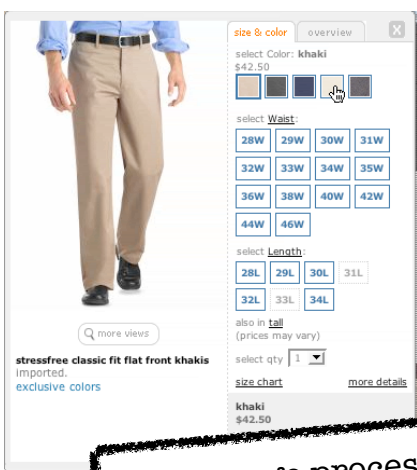 size & color
overview
X
select Color: khaki
$42.50
select Waist:
28W 29W 30W 31W
32W 33W 34W 35W
36W 38W 40W 42W
44W 46W
select Length:
28L 29L 30L 31L
32L 33L 34L
also in tall
(prices may vary)
select qty 1
size chart more details
khaki
$42.50
more views
stressfree classic fit flat front khakis
imported.
exclusive colors